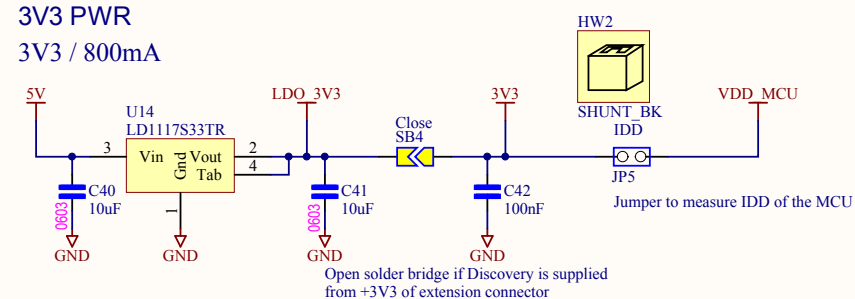 3V3 PWR
3V3 / 800mA
HW2
SHUNT_BK
5V
U14
LD1117S33TR
LDO_3V3
Close
SB4
3V3
IDD
VDD_MCU
3
Vin
Gnd
Vout
2
Tab
4
1
JP5
Jumper to measure IDD of the MCU
C40
10uF
0603
C41
10uF
0603
C42
100nF
GND
GND
GND
GND
Open solder bridge if Discovery is supplied
from +3V3 of extension connector